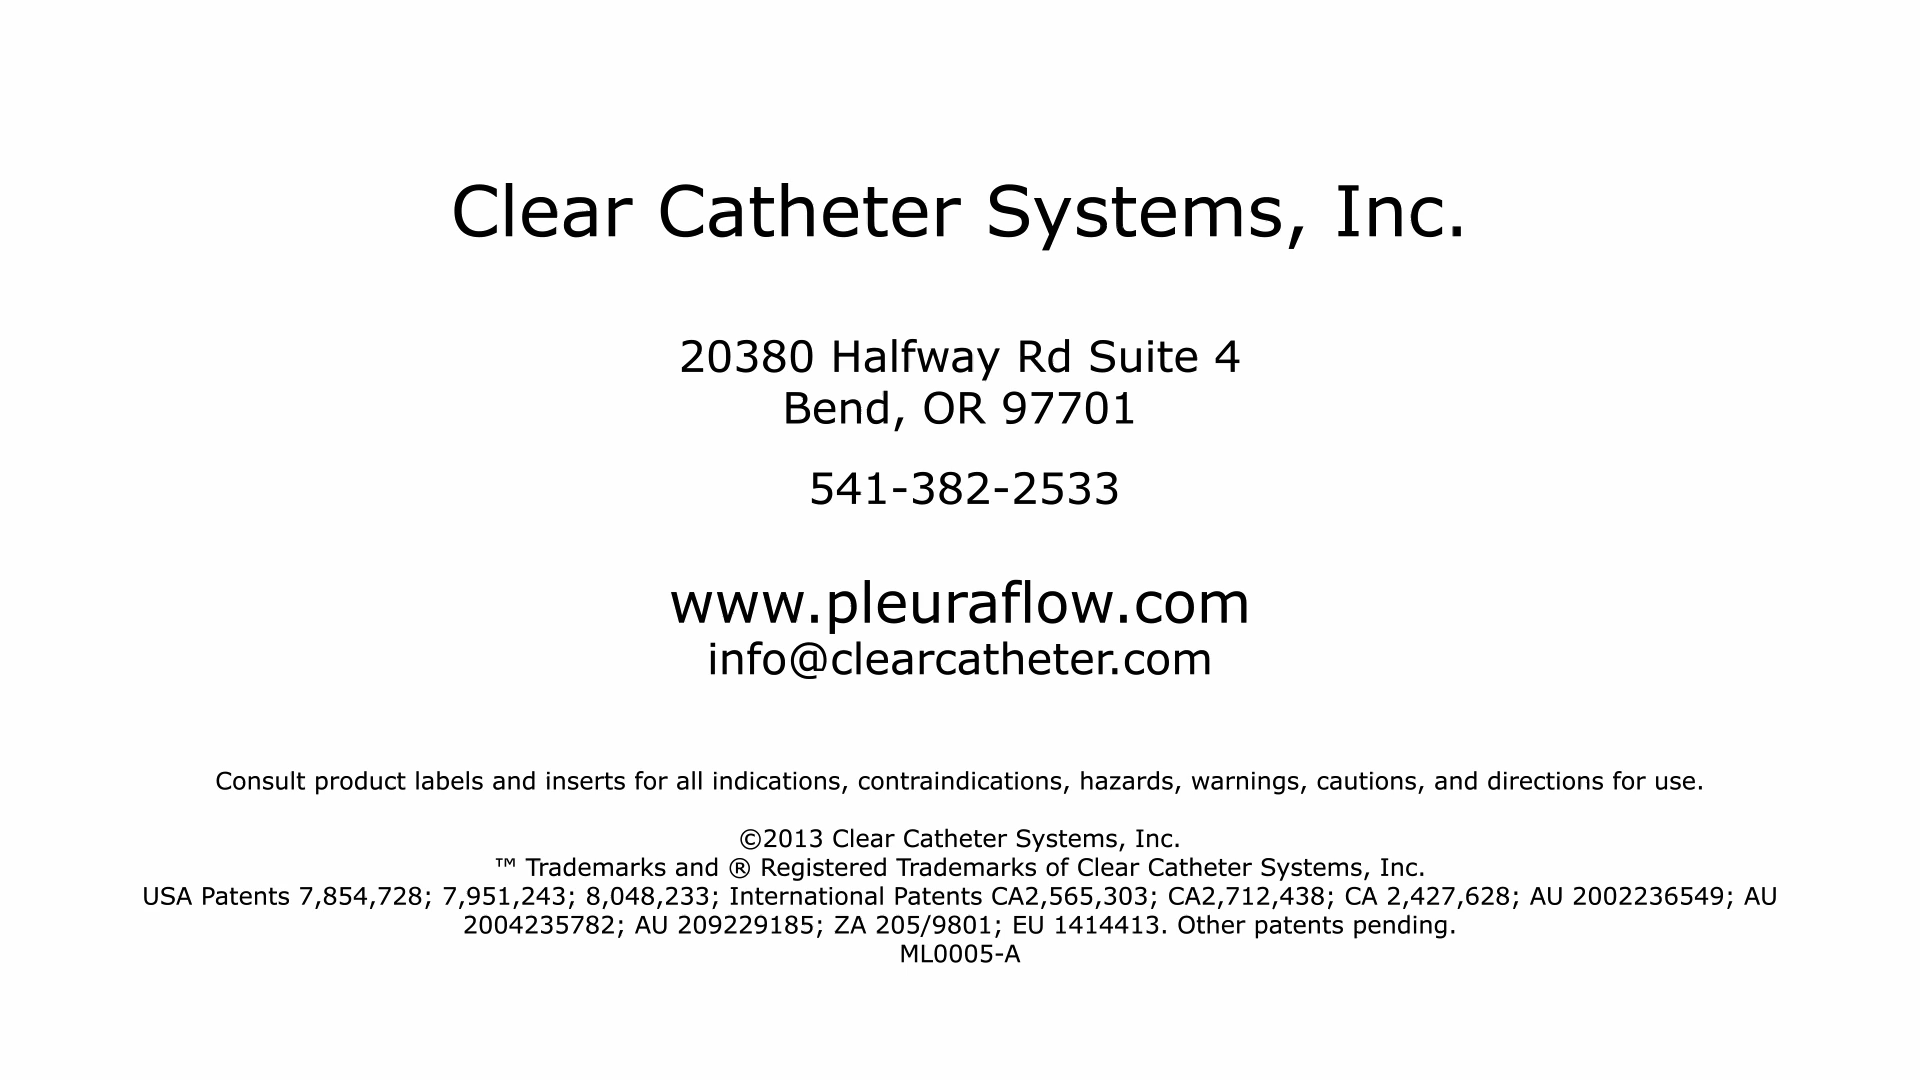 Clear Catheter Systems, Inc.
20380 Halfway Rd Suite 4
Bend, OR 97701
541-382-2533
www.pleuraflow.com
info@clearcatheter.com
Consult product labels and inserts for all indications, contraindications, hazards, warnings, cautions, and directions for use.
©2013 Clear Catheter Systems, Inc.
™ Trademarks and ® Registered Trademarks of Clear Catheter Systems, Inc.
USA Patents 7,854,728; 7,951,243; 8,048,233; International Patents CA2,565,303; CA2,712,438; CA 2,427,628; AU 2002236549; AU
2004235782; AU 209229185; ZA 205/9801; EU 1414413. Other patents pending.
ML0005-A